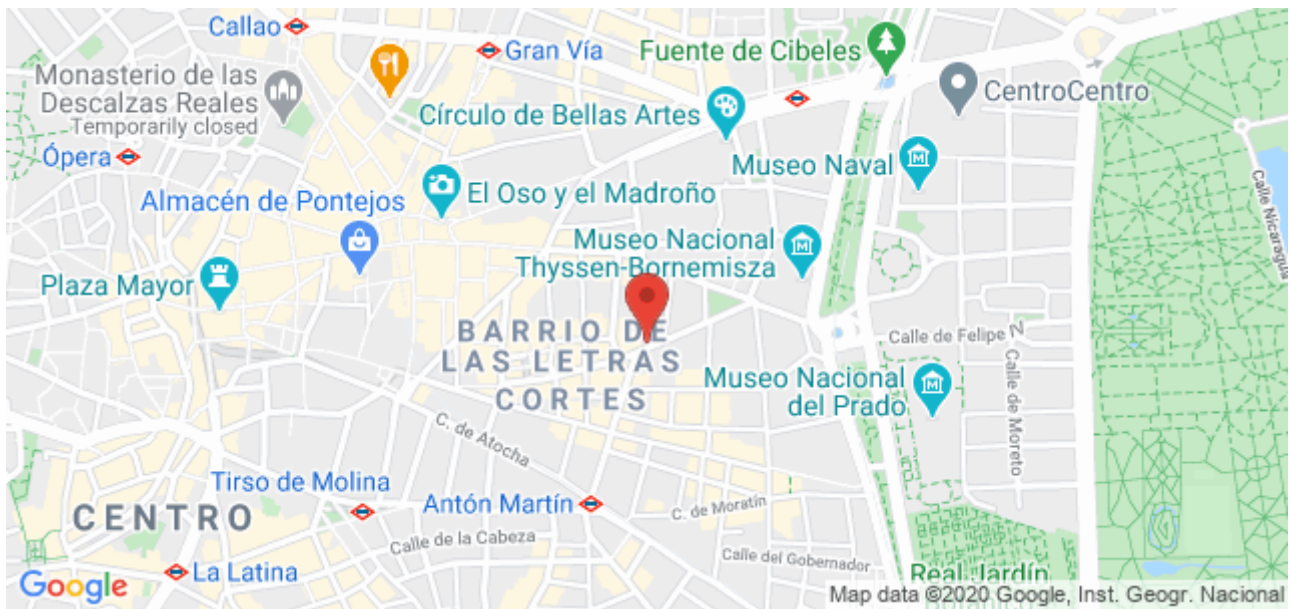 Callao
Gran Vía
Fuente de Cibeles
Monasterio de las
Descalzas Reales
Temporarily closed
CentroCentro
Círculo de Bellas Artes
Ópera
Museo Naval
El Oso y el Madroño
Almacén de Pontejos
Calle Nicaragua
Museo Nacional
Thyssen-Bornemisza
Plaza Mayor
BARRIO DE
LAS LETRAS
CORTES
Calle de Felipe
Calle de Moreto
Museo Nacional
del Prado
C. de Atocha
Tirso de Molina
Antón Martín
C. de Moratín
CENTRO
Calle de la Cabeza
Calle del Gobernador
La Latina
Real Jardín
Google
Map data ©2020 Google, Inst. Geogr. Nacional